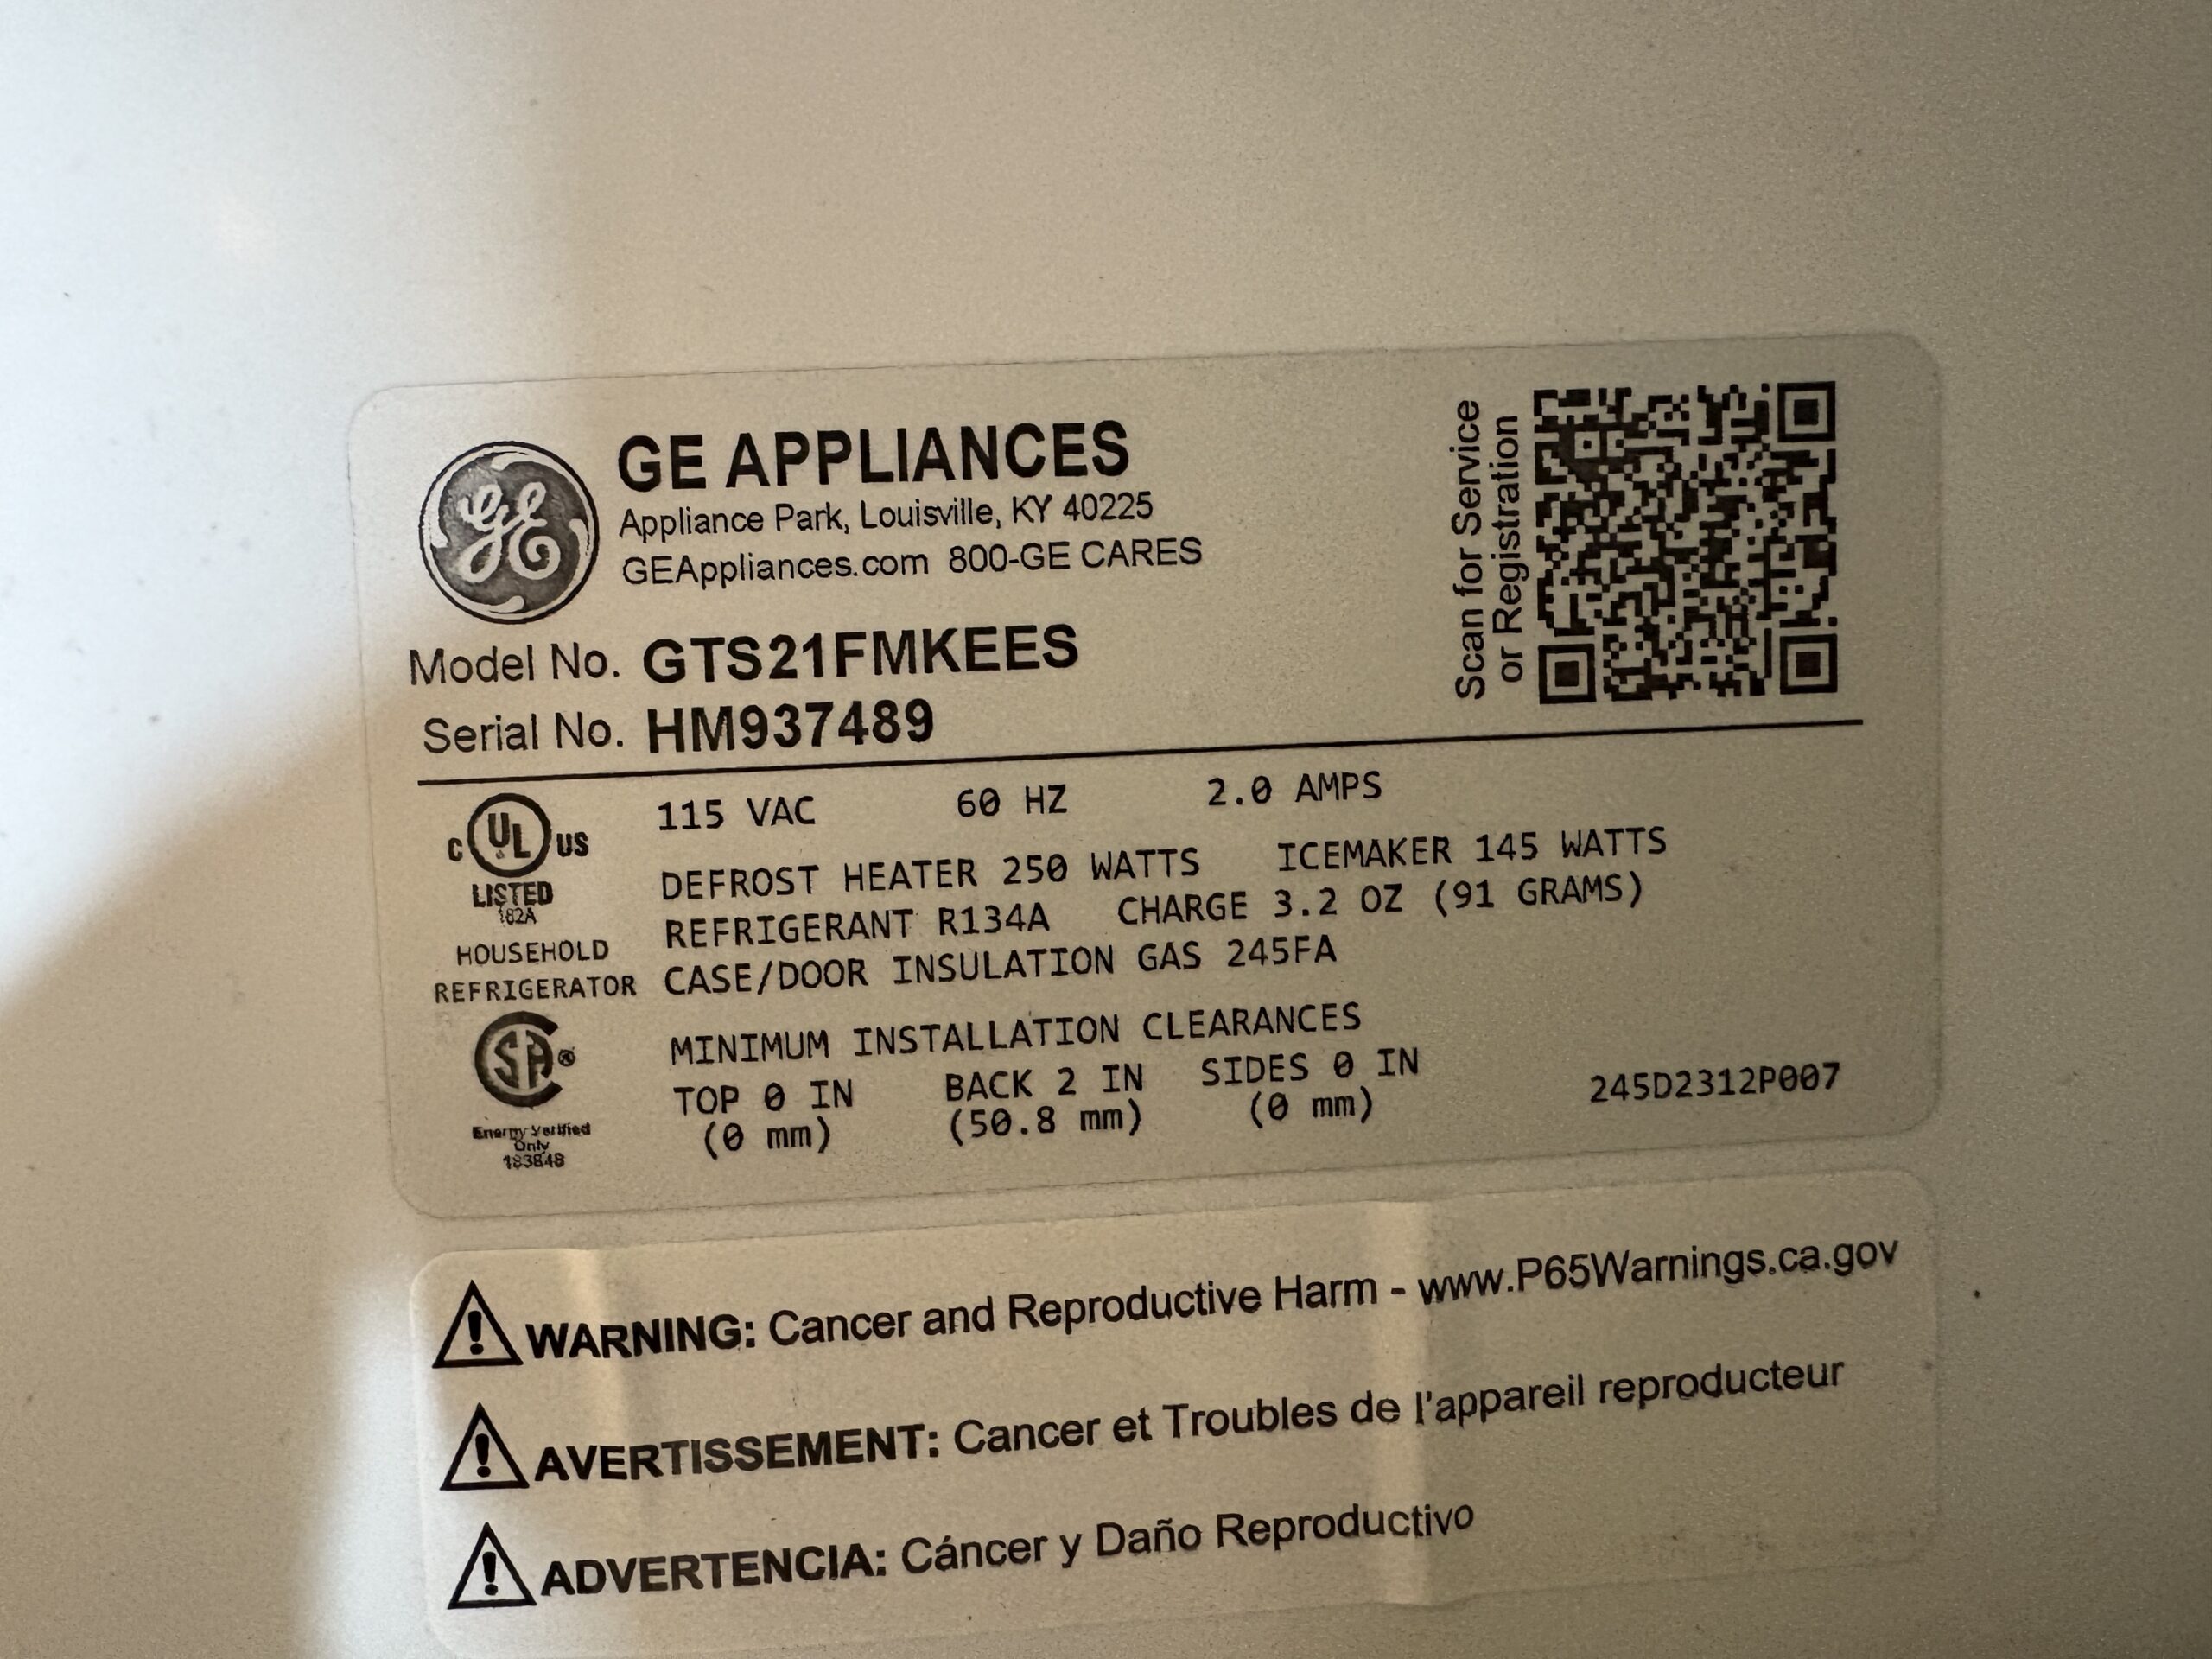 GE APPLIANCES
Appliance Park, Louisville, KY 40225
GEAppliances.com 800-GE CARES
Scan for Service
or Registration
Model No. GTS21FMKEES
Serial No. HM937489
115 VAC 60 HZ 2.0 AMPS
C UL US
LISTED
182A
HOUSEHOLD
REFRIGERATOR
DEFROST HEATER 250 WATTS ICEMAKER 145 WATTS
REFRIGERANT R134A CHARGE 3.2 OZ (91 GRAMS)
CASE/DOOR INSULATION GAS 245FA
SA®
Energy Verified
Only
183848
MINIMUM INSTALLATION CLEARANCES
TOP 0 IN BACK 2 IN SIDES 0 IN
(0 mm) (50.8 mm) (0 mm)
245D2312P007
WARNING: Cancer and Reproductive Harm - www.P65Warnings.ca.gov
AVERTISSEMENT: Cancer et Troubles de l'appareil reproducteur
ADVERTENCIA: Cáncer y Daño Reproductivo